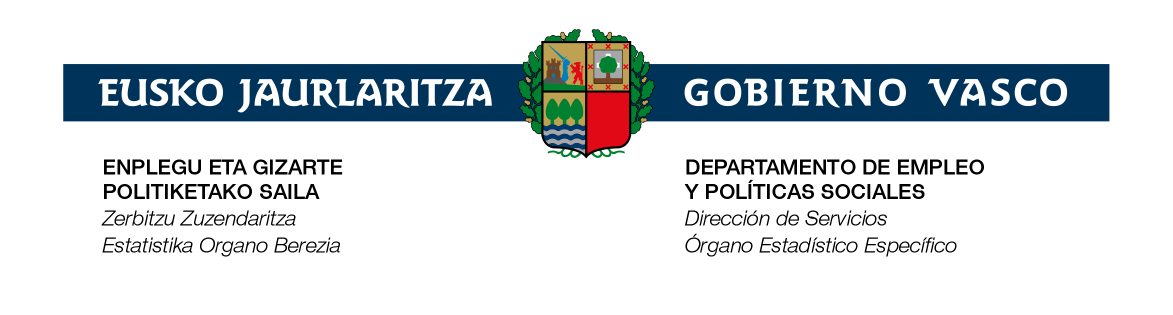 EUSKO JAURLARITZA
GOBIERNO VASCO
ENPLEGU ETA GIZARTE
POLITIKETAKO SAILA
Zerbitzu Zuzendaritza
Estatistika Organo Berezia
DEPARTAMENTO DE EMPLEO
Y POLÍTICAS SOCIALES
Dirección de Servicios
Órgano Estadístico Específico